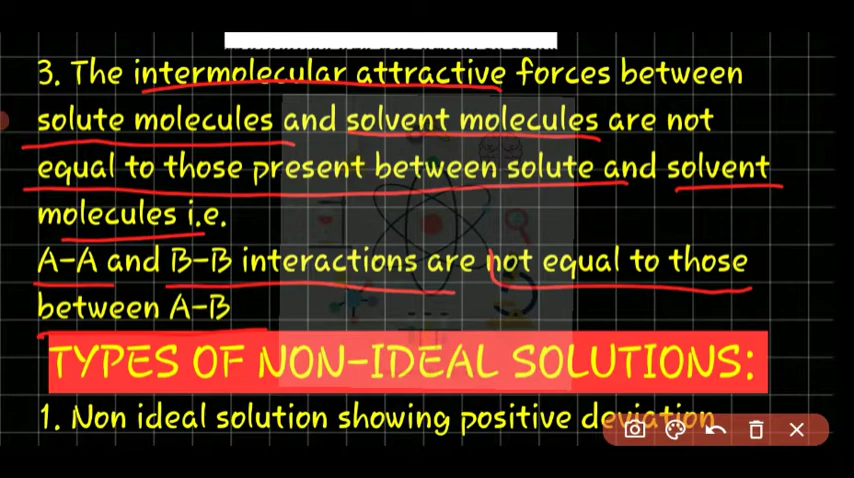 3. The intermolecular attractive forces between
solute molecules and solvent molecules are not
equal to those present between solute and solvent
molecules i.e.
A-A and B-B interactions are not equal to those
between A-B
TYPES OF NON-IDEAL SOLUTIONS:
1. Non ideal solution showing positive deviation